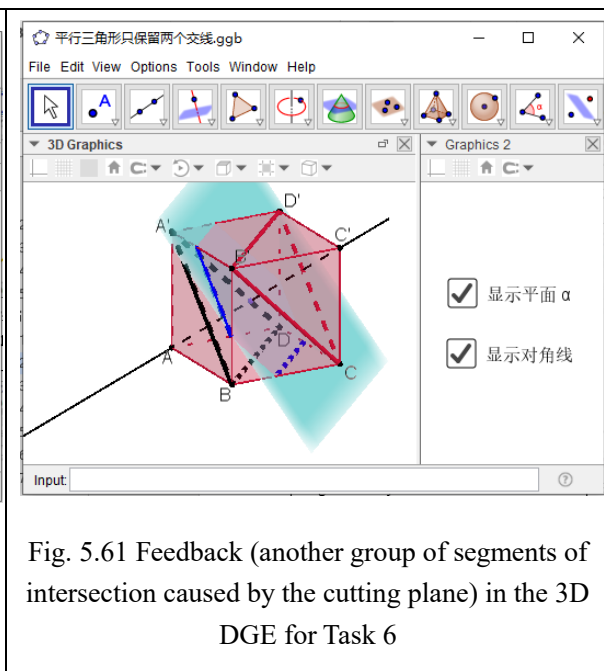 平行三角形只保留两个交线.ggb
File Edit View Options Tools Window Help
3D Graphics
Graphics 2
D'
A'
C'
B'
D
A
C
B
显示平面 α
显示对角线
Input:
Fig. 5.61 Feedback (another group of segments of
intersection caused by the cutting plane) in the 3D
DGE for Task 6